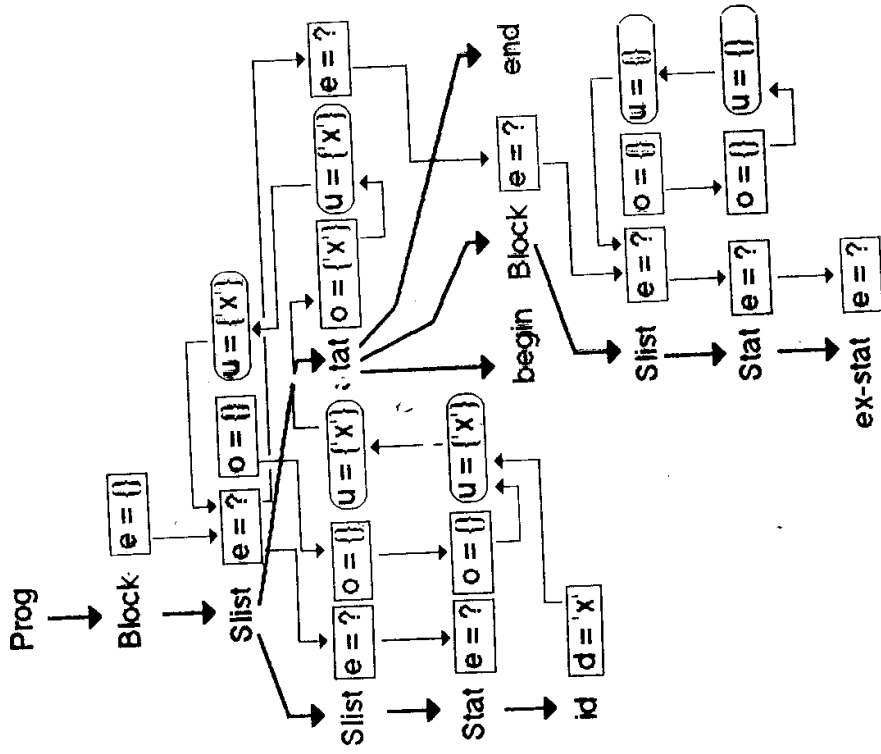 Prog
Block e = {}
Slist e = ? o = {} u = {'x'}
Slist e = ? o = {} u = {'x'} Stat o = {'x'} u = {'x'} e = ?
Stat e = ? o = {} u = {'x'} begin Block e = ? end
id d = 'x' Slist e = ? o = {} u = {}
Stat e = ? o = {} u = {}
ex-stat e = ?